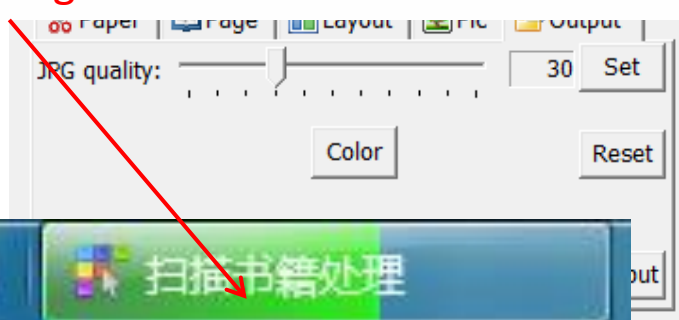 Paper Page Layout Pic Output
JPG quality: 30 Set
Color Reset
扫描书籍处理